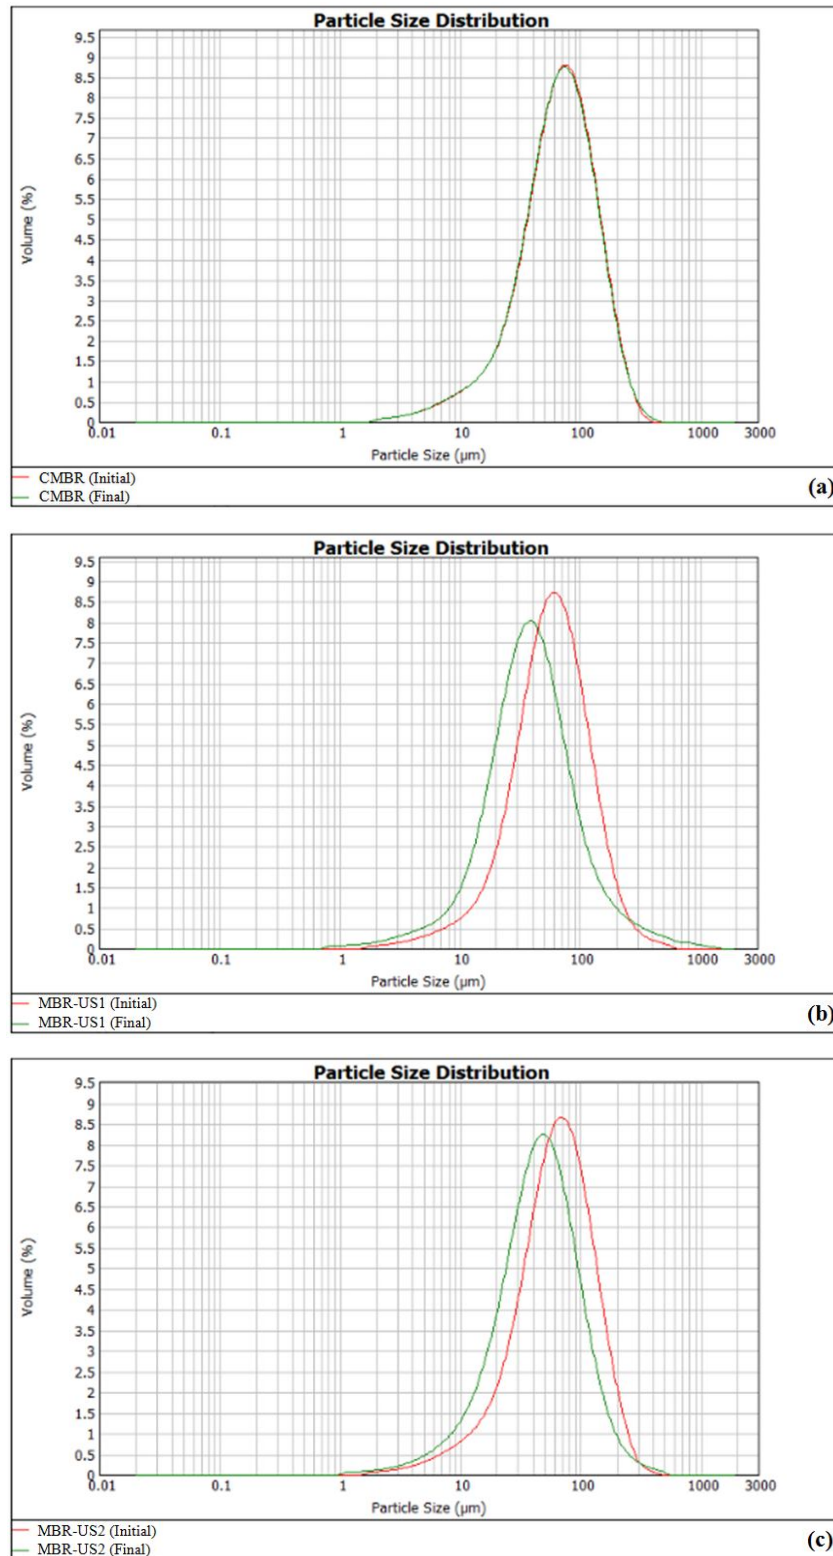 Particle Size Distribution
9.5
9
8.5
8
7.5
7
6.5
6
5.5
5
4.5
4
3.5
3
2.5
2
1.5
1
0.5
0
Volume (%)
0.01 0.1 1 10 100 1000 3000
Particle Size (µm)
CMBR (Initial)
CMBR (Final)
(a)
Particle Size Distribution
9.5
9
8.5
8
7.5
7
6.5
6
5.5
5
4.5
4
3.5
3
2.5
2
1.5
1
0.5
0
Volume (%)
0.01 0.1 1 10 100 1000 3000
Particle Size (µm)
MBR-US1 (Initial)
MBR-US1 (Final)
(b)
Particle Size Distribution
9.5
9
8.5
8
7.5
7
6.5
6
5.5
5
4.5
4
3.5
3
2.5
2
1.5
1
0.5
0
Volume (%)
0.01 0.1 1 10 100 1000 3000
Particle Size (µm)
MBR-US2 (Initial)
MBR-US2 (Final)
(c)